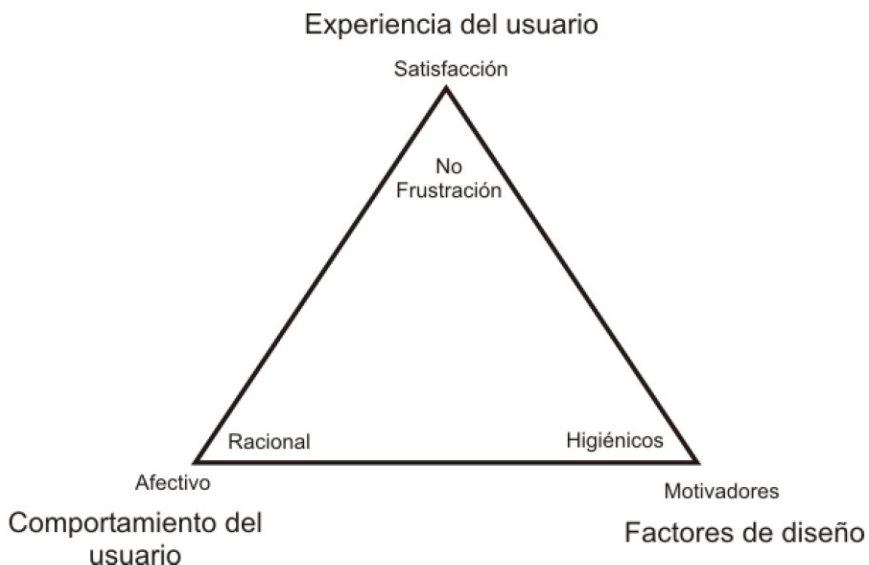 Experiencia del usuario
Satisfacción
No
Frustración
Racional
Higiénicos
Afectivo
Motivadores
Comportamiento del
usuario
Factores de diseño